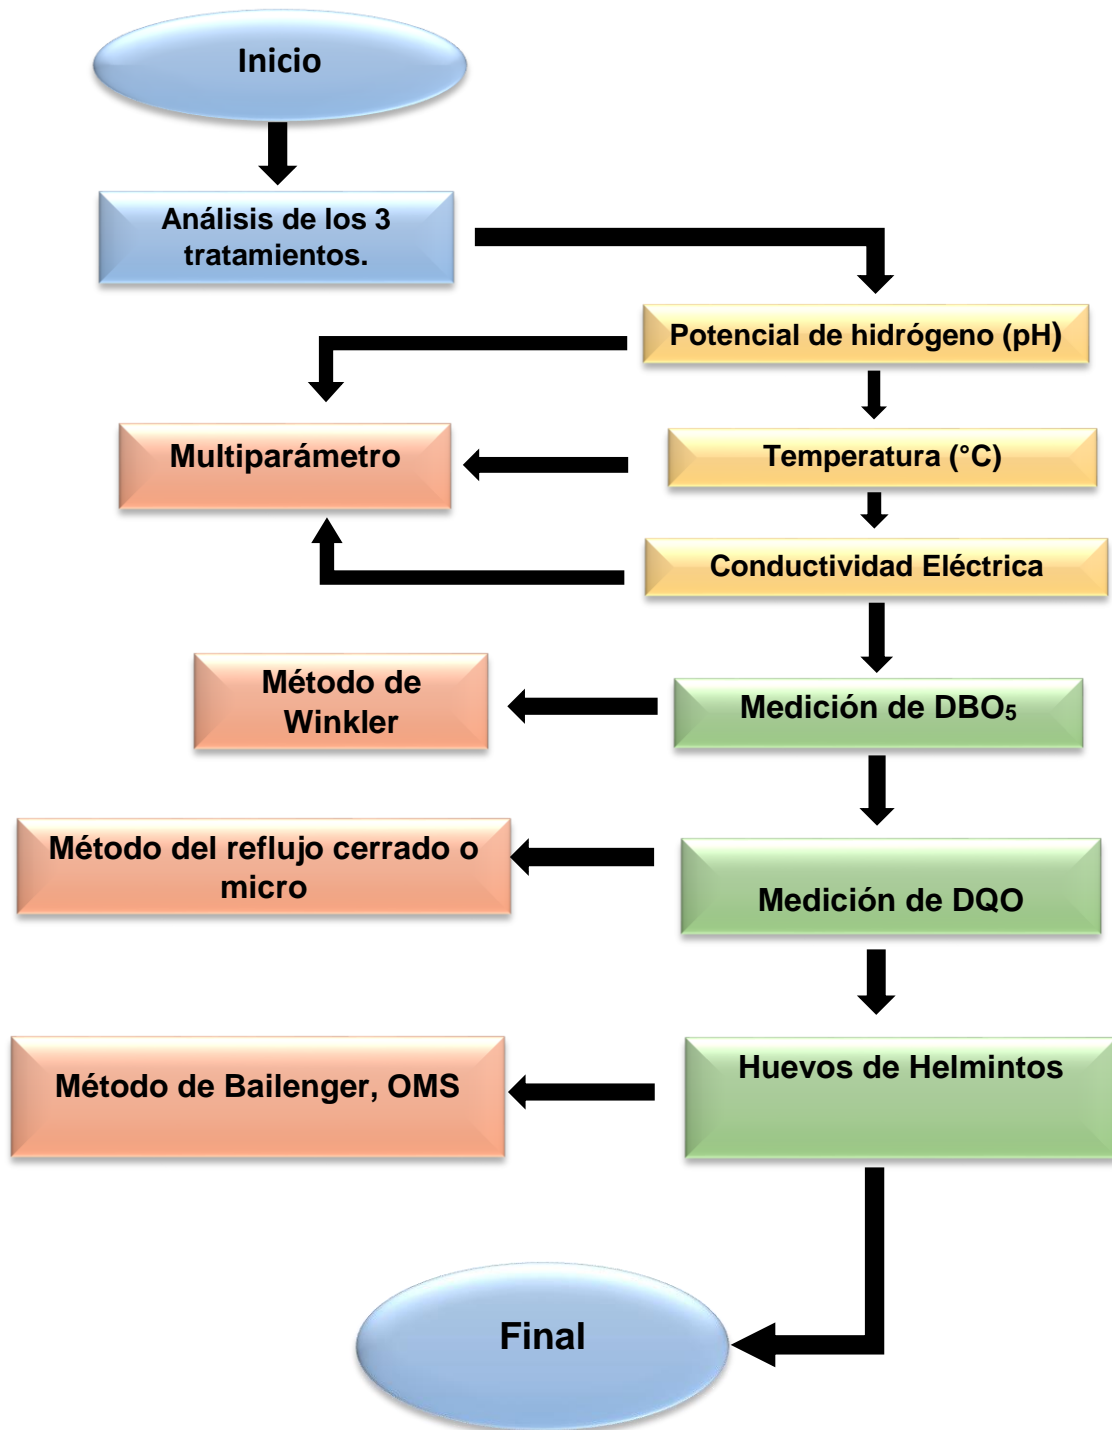 Inicio
Análisis de los 3
tratamientos.
Potencial de hidrógeno (pH)
Multiparámetro
Temperatura (°C)
Conductividad Eléctrica
Método de
Winkler
Medición de DBO₅
Método del reflujo cerrado o
micro
Medición de DQO
Método de Bailenger, OMS
Huevos de Helmintos
Final